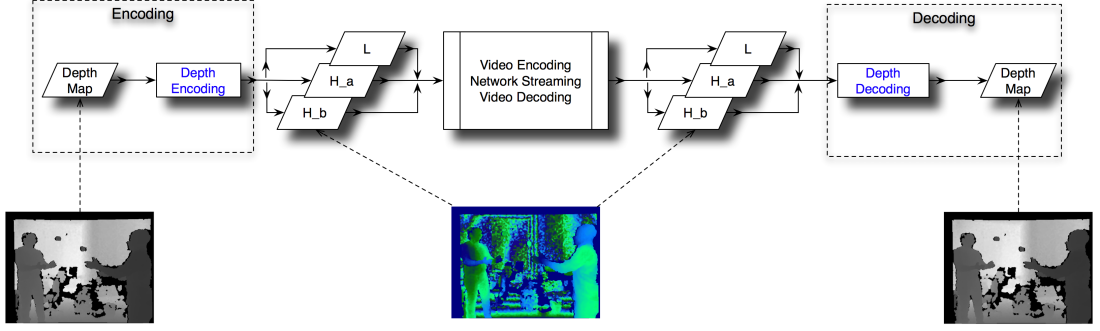 Encoding
Decoding
Depth
Map
Depth
Encoding
L
H_a
H_b
Video Encoding
Network Streaming
Video Decoding
L
H_a
H_b
Depth
Decoding
Depth
Map